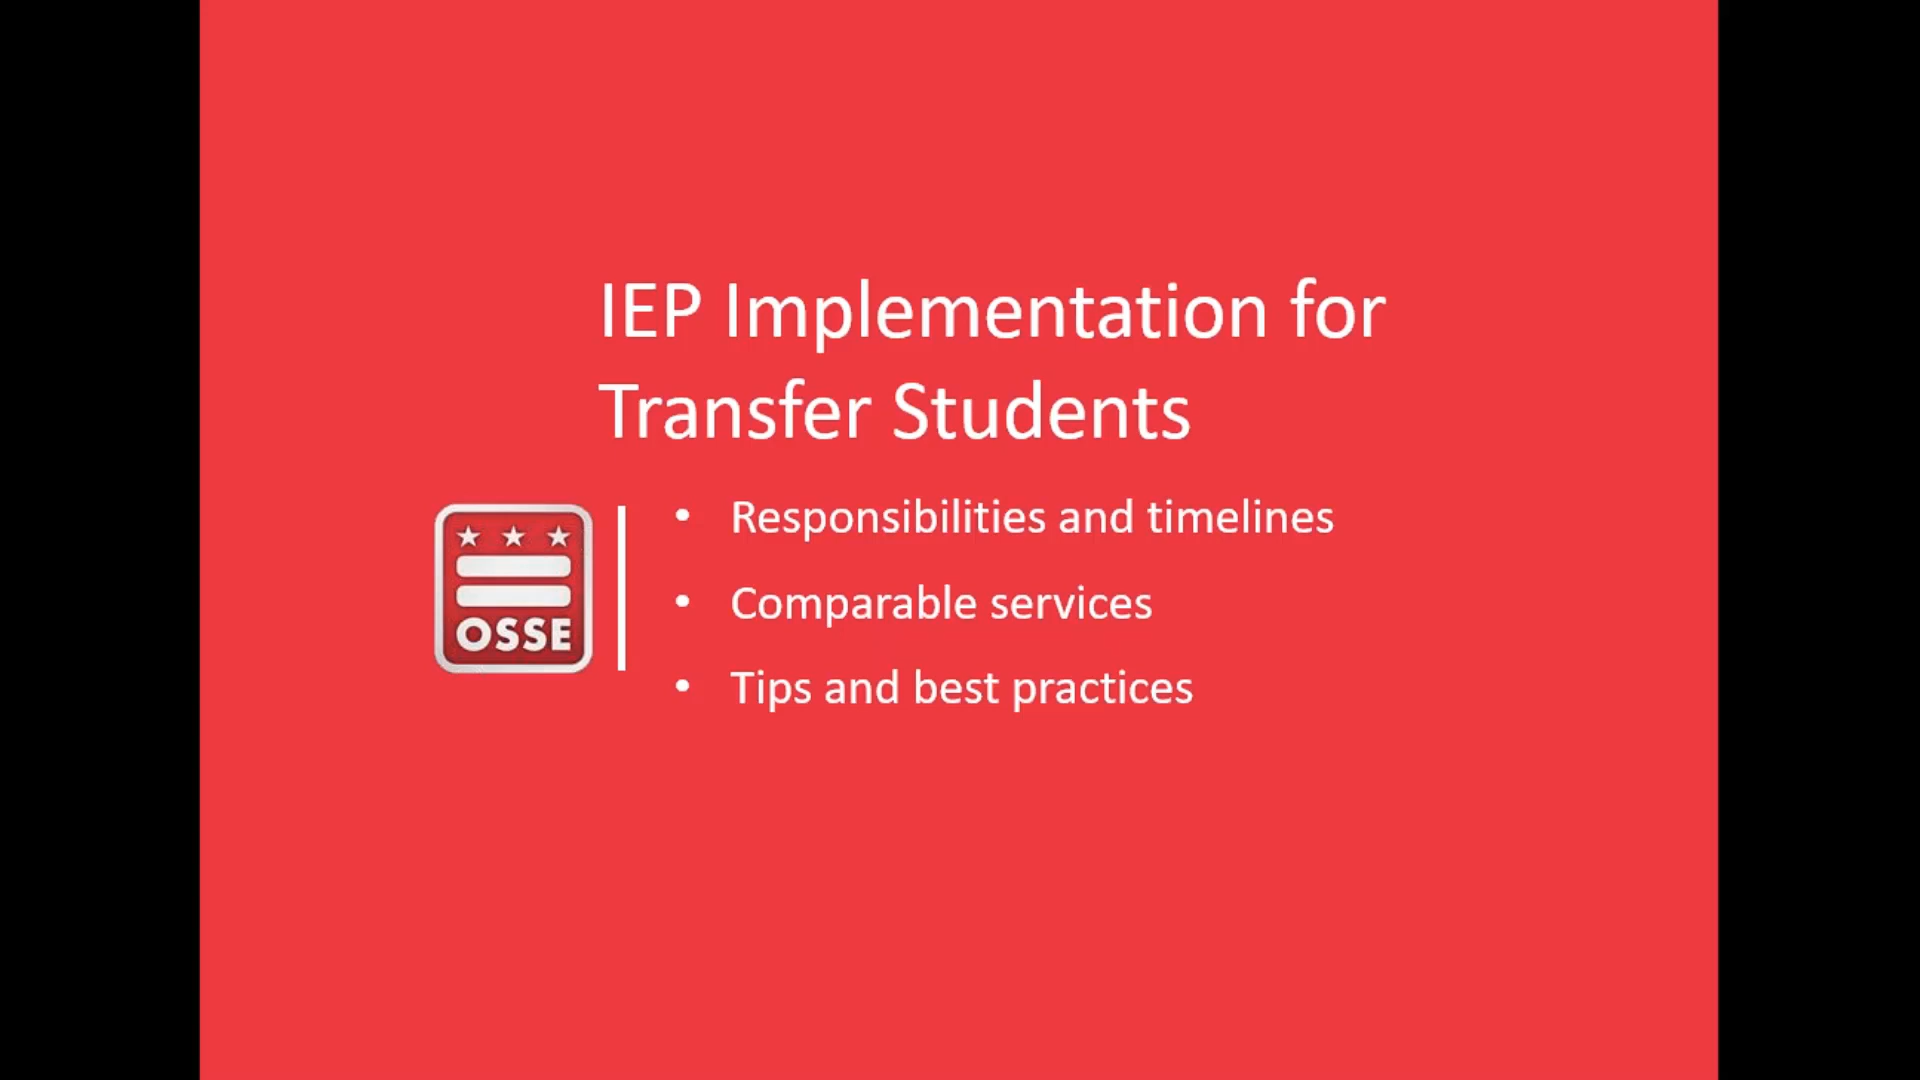 IEP Implementation for
Transfer Students
• Responsibilities and timelines
• Comparable services
• Tips and best practices
OSSE